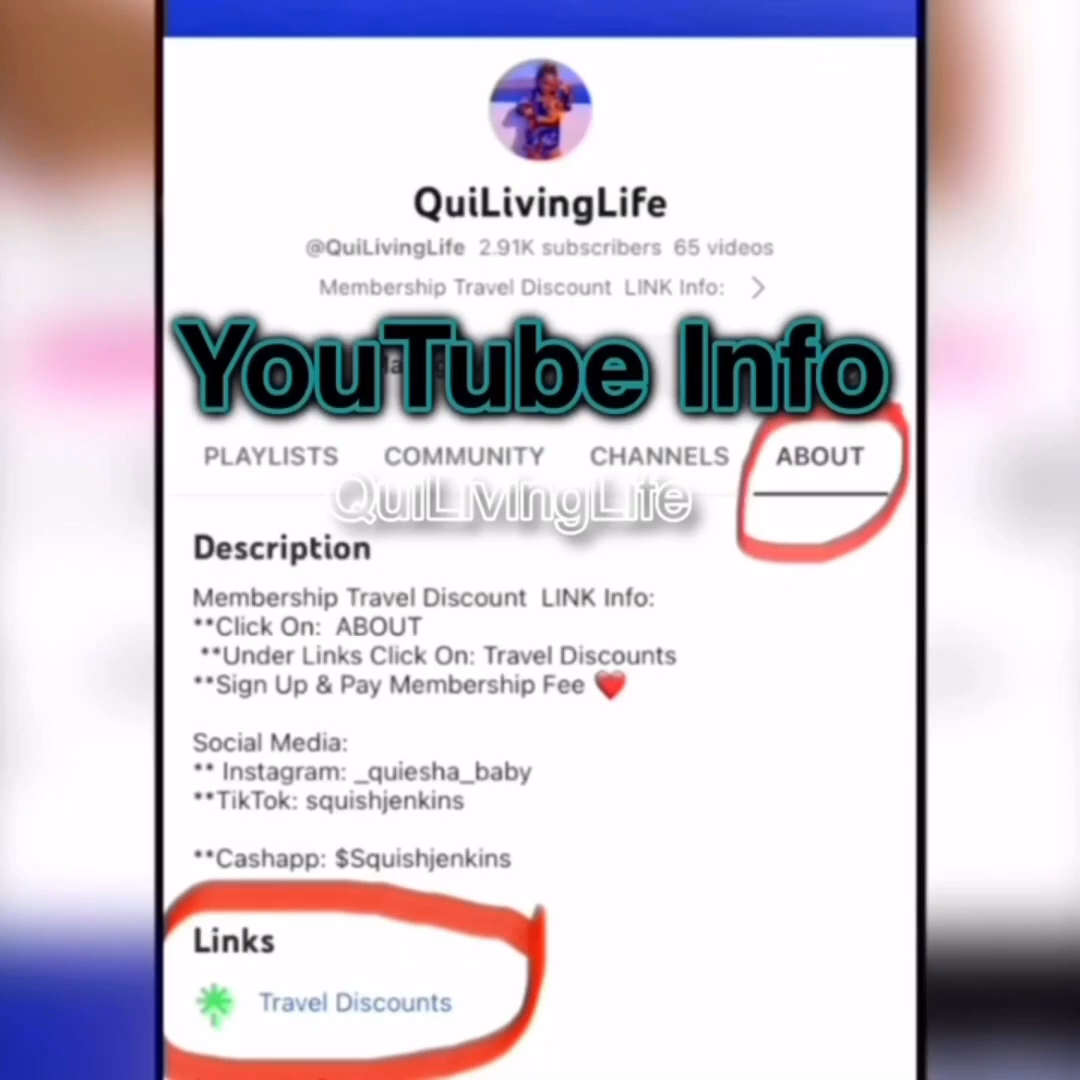 QuiLivingLife
@QuiLivingLife 2.91K subscribers 65 videos
Membership Travel Discount LINK Info:
YouTube Info
PLAYLISTS COMMUNITY CHANNELS ABOUT
QuiLivingLife
Description
Membership Travel Discount LINK Info:
**Click On: ABOUT
**Under Links Click On: Travel Discounts
**Sign Up & Pay Membership Fee ❤️
Social Media:
** Instagram: _quiesha_baby
**TikTok: squishjenkins
**Cashapp: $Squishjenkins
Links
Travel Discounts